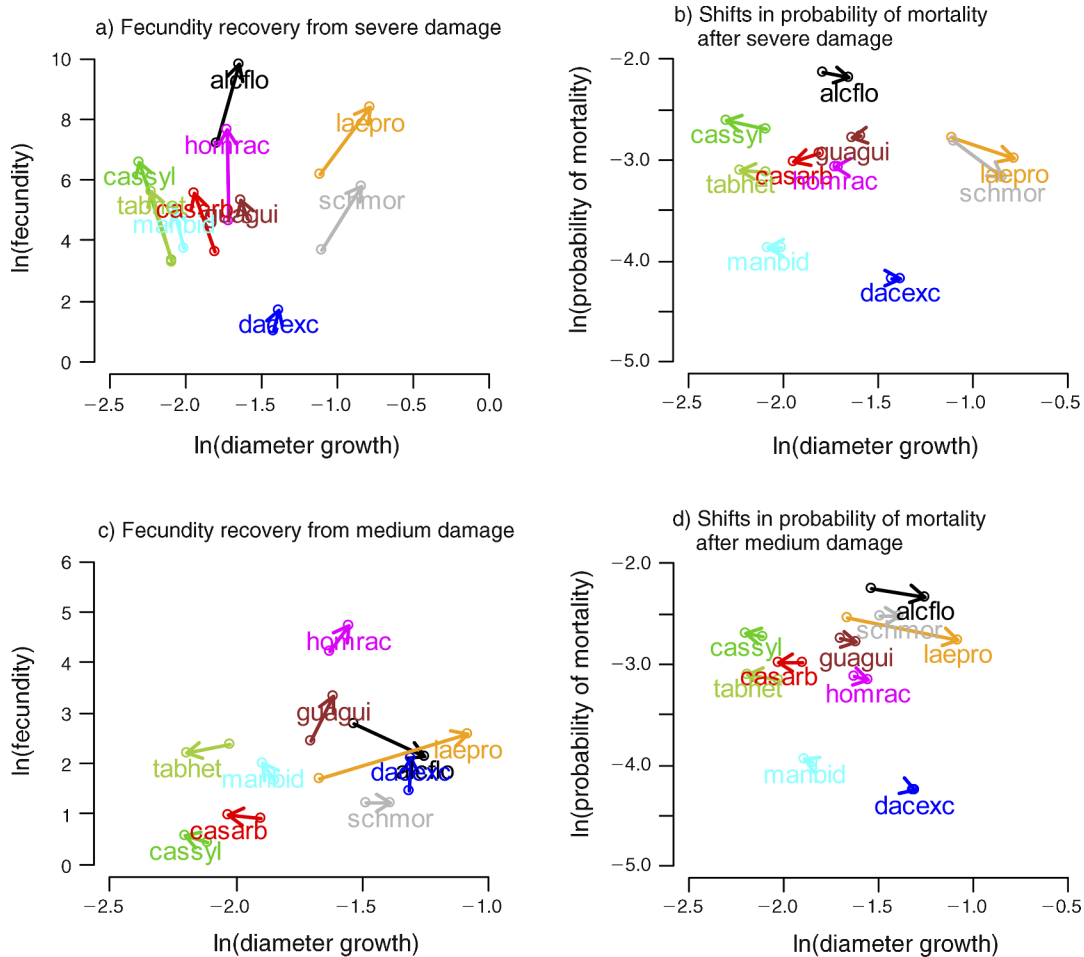 a) Fecundity recovery from severe damage
10
8
6
4
2
0
ln(fecundity)
alcflo
laepro
homrac
cassyl
tabhet
casarb
guagui
schmor
manbid
dacexc
−2.5 −2.0 −1.5 −1.0 −0.5 0.0
ln(diameter growth)
b) Shifts in probability of mortality
after severe damage
−2.0
−3.0
−4.0
−5.0
ln(probability of mortality)
alcflo
cassyl
guagui
laepro
casarb
homrac
tabhet
schmor
manbid
dacexc
−2.5 −2.0 −1.5 −1.0 −0.5
ln(diameter growth)
c) Fecundity recovery from medium damage
6
5
4
3
2
1
0
ln(fecundity)
homrac
guagui
laepro
tabhet
manbid
dacexc
alcflo
schmor
casarb
cassyl
−2.5 −2.0 −1.5 −1.0
ln(diameter growth)
d) Shifts in probability of mortality
after medium damage
−2.0
−3.0
−4.0
−5.0
ln(probability of mortality)
alcflo
schmor
cassyl
guagui
laepro
casarb
tabhet
homrac
manbid
dacexc
−2.5 −2.0 −1.5 −1.0 −0.5
ln(diameter growth)